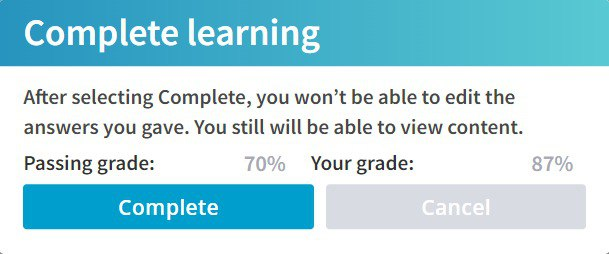 Complete learning
After selecting Complete, you won't be able to edit the
answers you gave. You still will be able to view content.
Passing grade: 70% Your grade: 87%
Complete Cancel